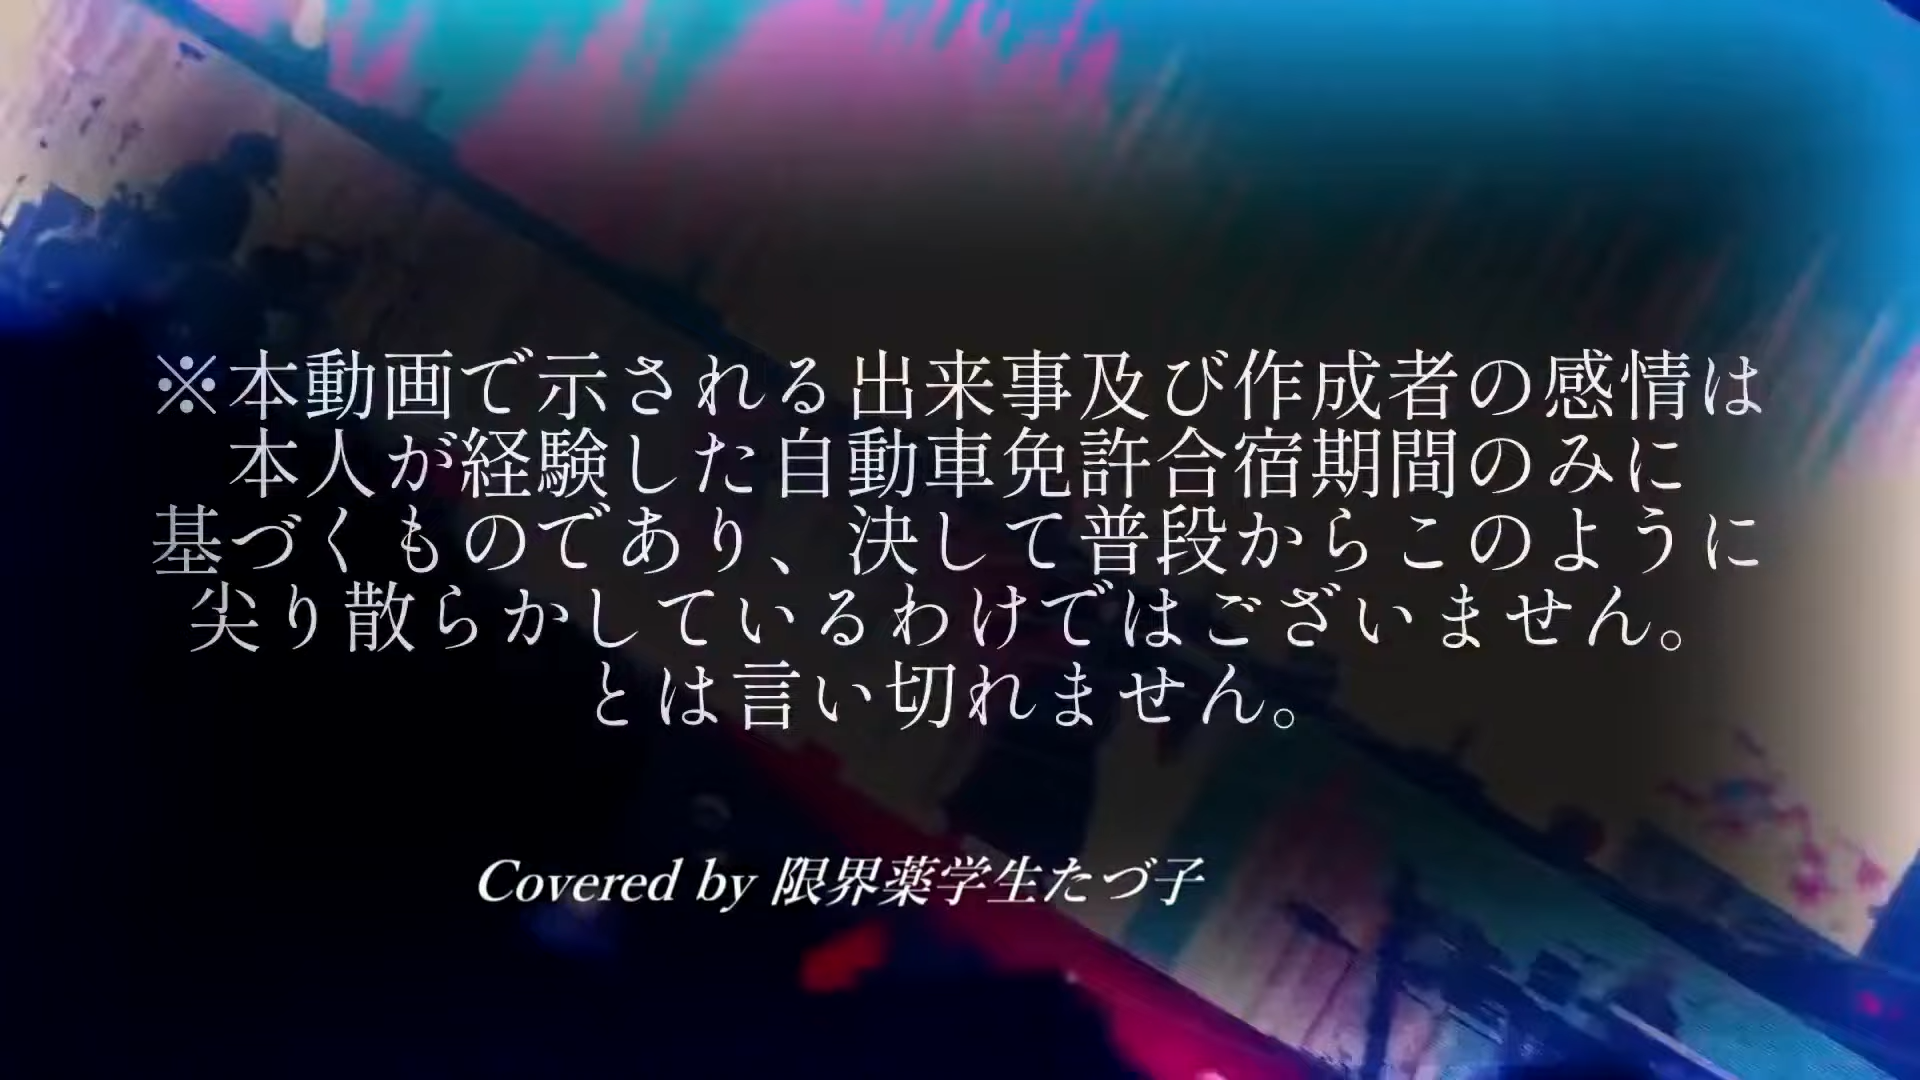 ※本動画で示される出来事及び作成者の感情は
本人が経験した自動車免許合宿期間のみに
基づくものであり、決して普段からこのように
尖り散らかしているわけではございません。
とは言い切れません。
Covered by 限界薬学生たづ子